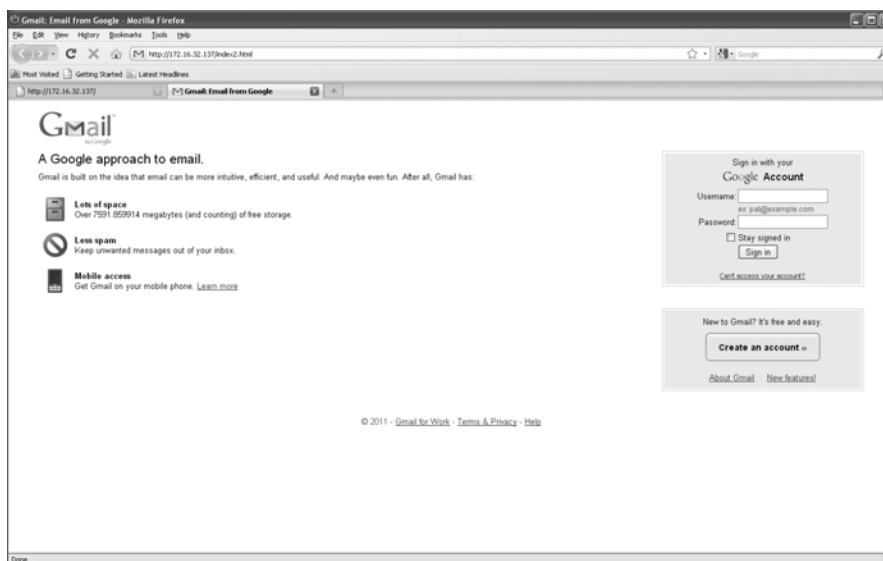 Gmail: Email from Google - Mozilla Firefox
File Edit View History Bookmarks Tools Help
http://172.16.32.137/index2.html
Google
Most Visited Getting Started Latest Headlines
http://172.16.32.137/ Gmail: Email from Google
Gmail
by Google
A Google approach to email.
Gmail is built on the idea that email can be more intuitive, efficient, and useful. And maybe even fun. After all, Gmail has:
Lots of space
Over 7591.859914 megabytes (and counting) of free storage.
Less spam
Keep unwanted messages out of your inbox.
Mobile access
Get Gmail on your mobile phone. Learn more
Sign in with your
Google Account
Username:
ex: pat@example.com
Password:
Stay signed in
Sign in
Can't access your account?
New to Gmail? It's free and easy.
Create an account »
About Gmail New features!
© 2011 - Gmail for Work - Terms & Privacy - Help
Done